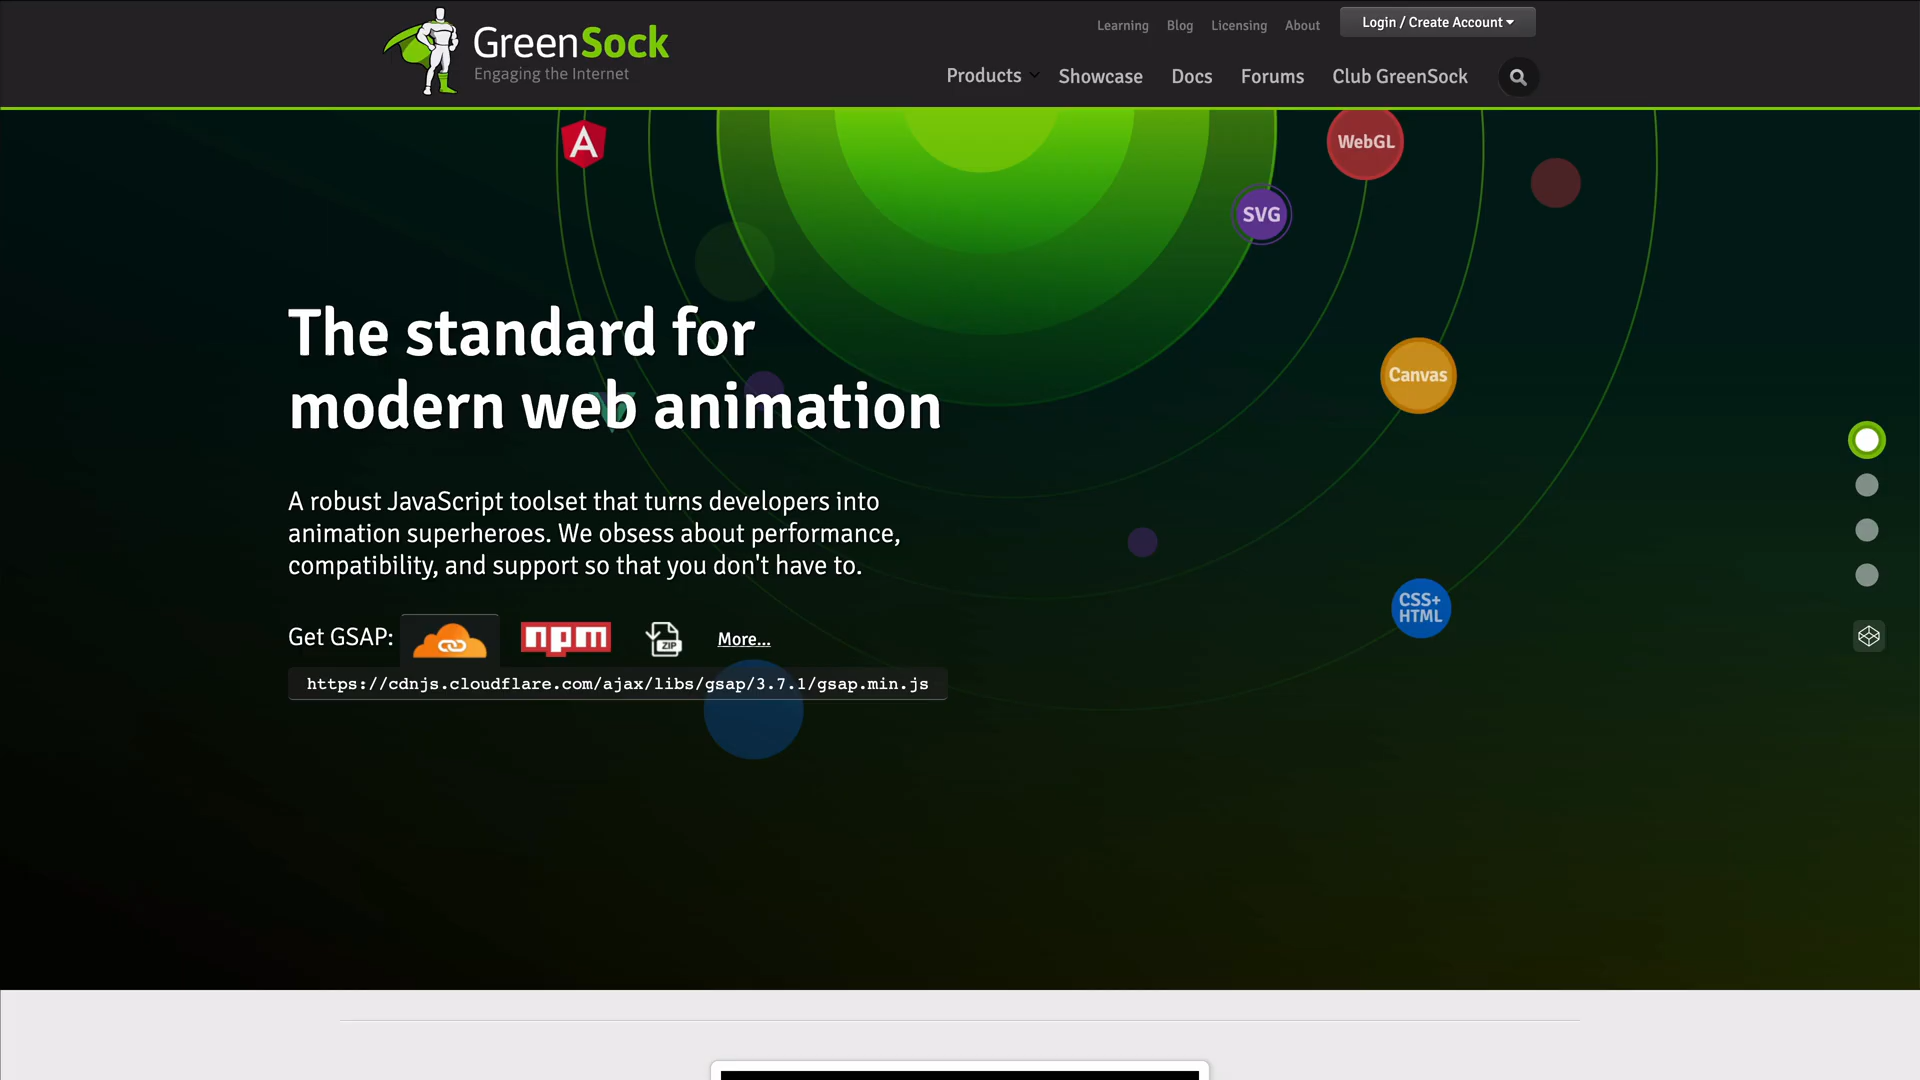 GreenSock
Engaging the Internet
Learning
Blog
Licensing
About
Login / Create Account
Products
Showcase
Docs
Forums
Club GreenSock
A
WebGL
SVG
The standard for
modern web animation
Canvas
A robust JavaScript toolset that turns developers into
animation superheroes. We obsess about performance,
compatibility, and support so that you don't have to.
CSS+
HTML
Get GSAP:
npm
ZIP
More...
https://cdnjs.cloudflare.com/ajax/libs/gsap/3.7.1/gsap.min.js